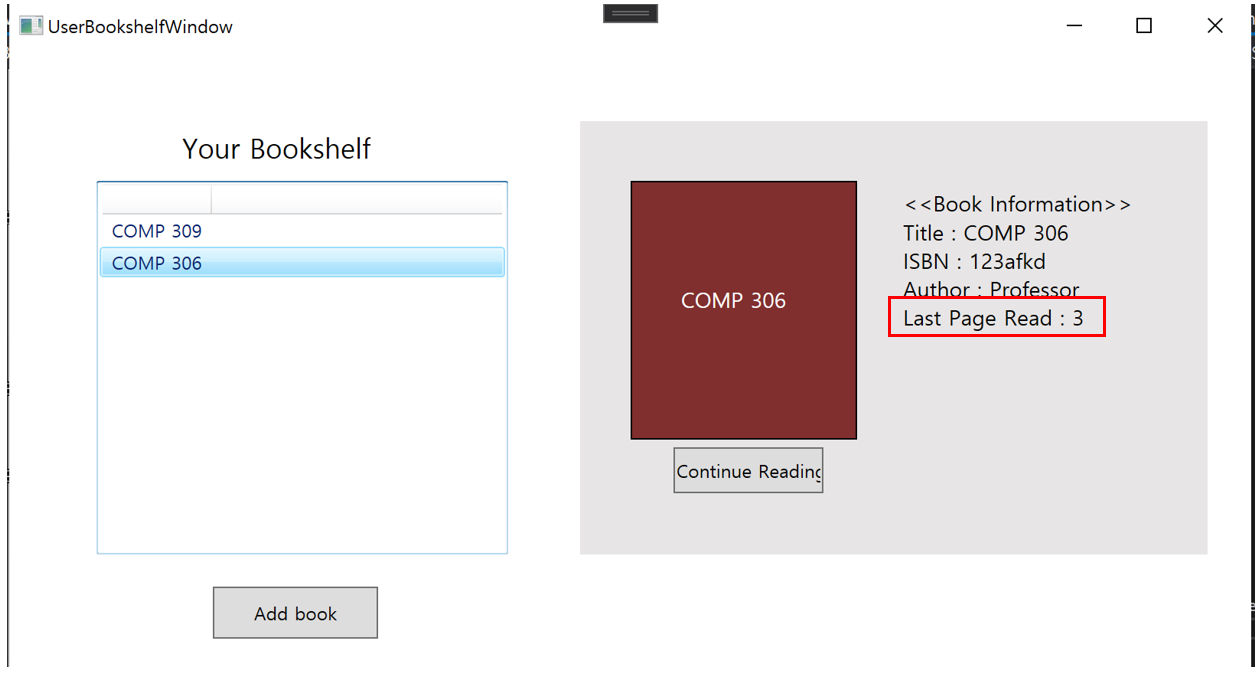 UserBookshelfWindow
Your Bookshelf
COMP 309
COMP 306
Add book
COMP 306
Continue Reading
<<Book Information>>
Title : COMP 306
ISBN : 123afkd
Author : Professor
Last Page Read : 3